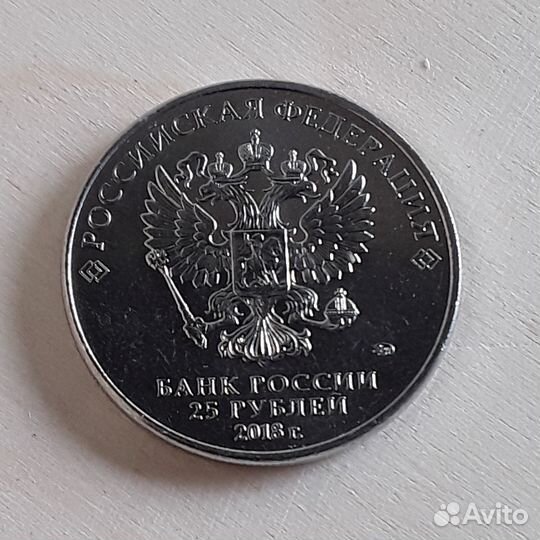 РОССИЙСКАЯ ФЕДЕРАЦИЯ
БАНК РОССИИ
25 РУБЛЕЙ
2018 г.
Avito